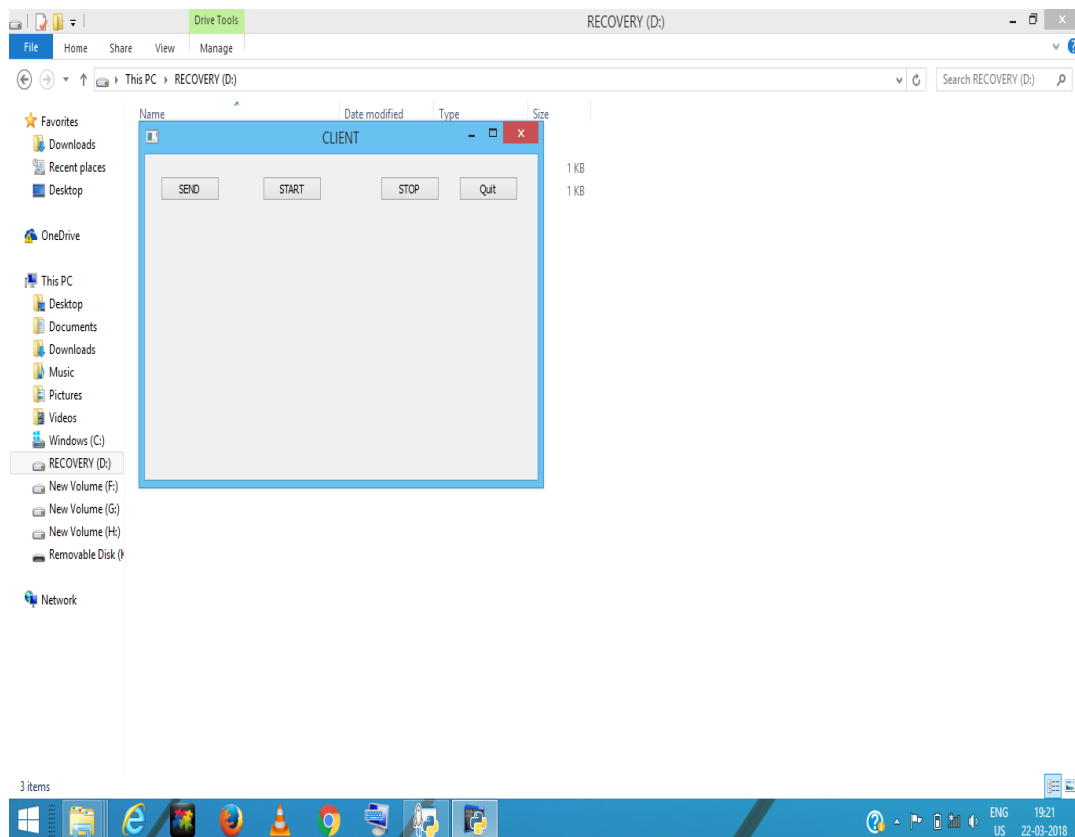 Drive Tools
RECOVERY (D:)
File Home Share View Manage
This PC RECOVERY (D:)
Search RECOVERY (D:)
Name Date modified Type Size
Favorites
Downloads
Recent places
Desktop
OneDrive
This PC
Desktop
Documents
Downloads
Music
Pictures
Videos
Windows (C:)
RECOVERY (D:)
New Volume (F:)
New Volume (G:)
New Volume (H:)
Removable Disk (
Network
CLIENT
SEND START STOP Quit
1 KB
1 KB
3 items
ENG 19:21
US 22-03-2018